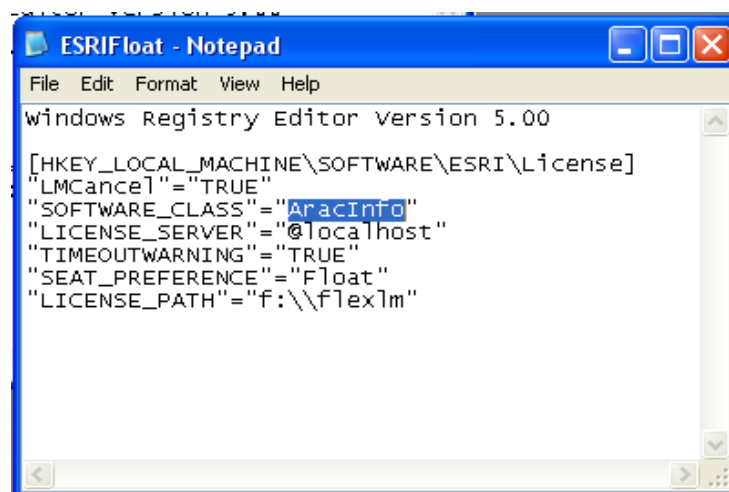 ESRIFloat - Notepad
File Edit Format View Help
Windows Registry Editor Version 5.00
[HKEY_LOCAL_MACHINE\SOFTWARE\ESRI\License]
"LMCancel"="TRUE"
"SOFTWARE_CLASS"="AracInfo"
"LICENSE_SERVER"="@localhost"
"TIMEOUTWARNING"="TRUE"
"SEAT_PREFERENCE"="Float"
"LICENSE_PATH"="f:\\flexlm"